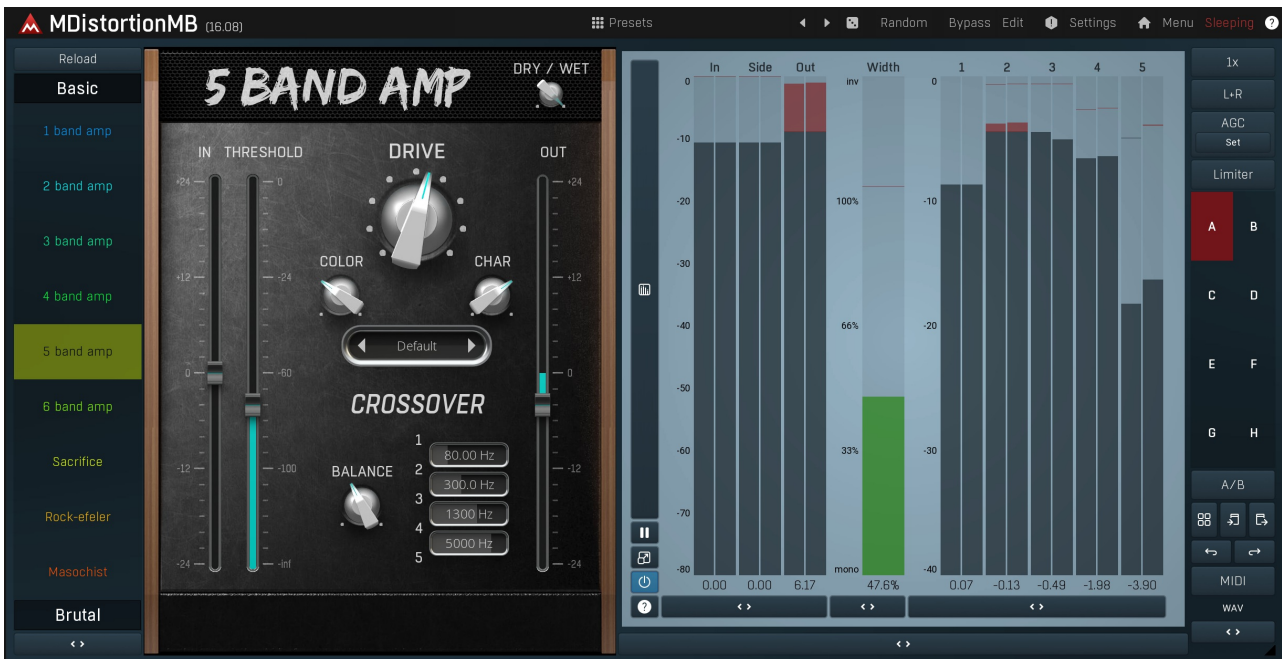 MDistortionMB (16.08)
Presets
Random
Bypass
Edit
Settings
Menu
Sleeping
?
Reload
Basic
1 band amp
2 band amp
3 band amp
4 band amp
5 band amp
6 band amp
Sacrifice
Rock-efeler
Masochist
Brutal
5 BAND AMP
DRY / WET
IN
THRESHOLD
DRIVE
OUT
+24
0
+24
COLOR
CHAR
+12
-24
+12
Default
0
-60
0
CROSSOVER
1
80.00 Hz
BALANCE
2
300.0 Hz
3
1300 Hz
4
5000 Hz
5
-12
-100
-12
-24
-inf
-24
In
Side
Out
Width
1
2
3
4
5
0
-10
-20
-30
-40
-50
-60
-70
-80
inv
100%
66%
33%
mono
0
-10
-20
-30
-40
0.00
0.00
6.17
47.6%
0.07
-0.13
-0.49
-1.98
-3.90
?
1x
L+R
AGC
Set
Limiter
A B
C D
E F
G H
A/B
MIDI
WAV